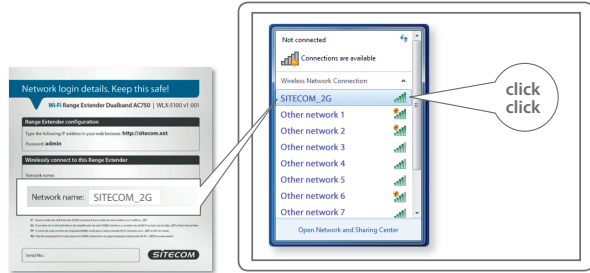 Network login details. Keep this safe!
Wi-Fi Range Extender Dualband AC750 | WLX-5100 v1 001
Range Extender configuration
Type the following IP address in your web browser: http://sitecom.ext
Password: admin
Wirelessly connect to this Range Extender
Network name:
Network name: SITECOM_2G
Serial No.:
SITECOM
Not connected
Connections are available
Wireless Network Connection
SITECOM_2G
Other network 1
Other network 2
Other network 3
Other network 4
Other network 5
Other network 6
Other network 7
Open Network and Sharing Center
click
click